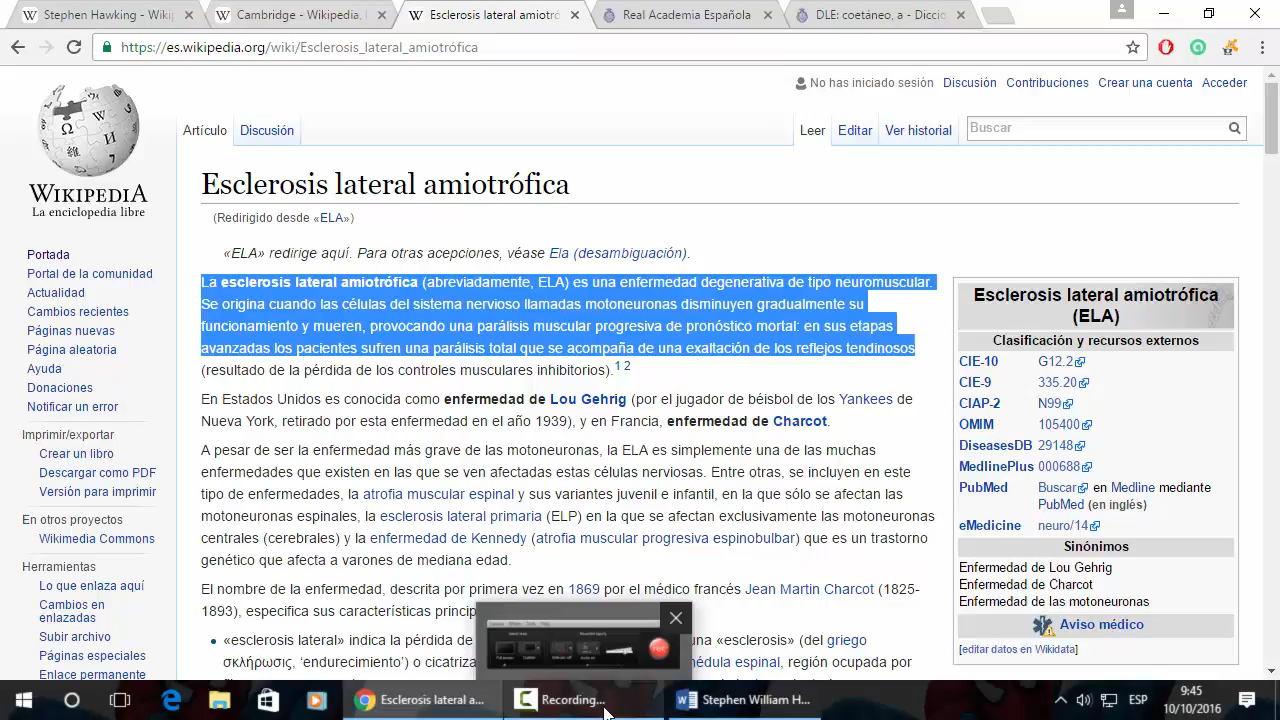 Stephen Hawking - Wikip
Cambridge - Wikipedia,
Esclerosis lateral amiotró
Real Academia Española
DLE: coetáneo, a - Diccio
https://es.wikipedia.org/wiki/Esclerosis_lateral_amiotrófica
No has iniciado sesión Discusión Contribuciones Crear una cuenta Acceder
Artículo Discusión Leer Editar Ver historial Buscar
WIKIPEDIA
La enciclopedia libre
Portada
Portal de la comunidad
Actualidad
Cambios recientes
Páginas nuevas
Página aleatoria
Ayuda
Donaciones
Notificar un error
Imprimir/exportar
Crear un libro
Descargar como PDF
Versión para imprimir
En otros proyectos
Wikimedia Commons
Herramientas
Lo que enlaza aquí
Cambios en
enlazadas
Subir archivo
Páginas especiales
Esclerosis lateral amiotrófica
(Redirigido desde «ELA»)
«ELA» redirige aquí. Para otras acepciones, véase Ela (desambiguación).
La esclerosis lateral amiotrófica (abreviadamente, ELA) es una enfermedad degenerativa de tipo neuromuscular.
Se origina cuando las células del sistema nervioso llamadas motoneuronas disminuyen gradualmente su
funcionamiento y mueren, provocando una parálisis muscular progresiva de pronóstico mortal: en sus etapas
avanzadas los pacientes sufren una parálisis total que se acompaña de una exaltación de los reflejos tendinosos
(resultado de la pérdida de los controles musculares inhibitorios).1 2
En Estados Unidos es conocida como enfermedad de Lou Gehrig (por el jugador de béisbol de los Yankees de
Nueva York, retirado por esta enfermedad en el año 1939), y en Francia, enfermedad de Charcot.
A pesar de ser la enfermedad más grave de las motoneuronas, la ELA es simplemente una de las muchas
enfermedades que existen en las que se ven afectadas estas células nerviosas. Entre otras, se incluyen en este
tipo de enfermedades, la atrofia muscular espinal y sus variantes juvenil e infantil, en la que sólo se afectan las
motoneuronas espinales, la esclerosis lateral primaria (ELP) en la que se afectan exclusivamente las motoneuronas
centrales (cerebrales) y la enfermedad de Kennedy (atrofia muscular progresiva espinobulbar) que es un trastorno
genético que afecta a varones de mediana edad.
El nombre de la enfermedad, descrita por primera vez en 1869 por el médico francés Jean Martin Charcot (1825-
1893), especifica sus características princip
«esclerosis lateral» indica la pérdida de na «esclerosis» (del griego
'endurecimiento') o cicatriza édula espinal, región ocupada por
Esclerosis lateral amiotrófica
(ELA)
Clasificación y recursos externos
CIE-10 G12.2
CIE-9 335.20
CIAP-2 N99
OMIM 105400
DiseasesDB 29148
MedlinePlus 000688
PubMed Buscar en Medline mediante
PubMed (en inglés)
eMedicine neuro/14
Sinónimos
Enfermedad de Lou Gehrig
Enfermedad de Charcot
Enfermedad de las motoneuronas
Aviso médico
[editar datos en Wikidata]
rec
Esclerosis lateral a...
Recording...
Stephen William H...
ESP
9:45
10/10/2016